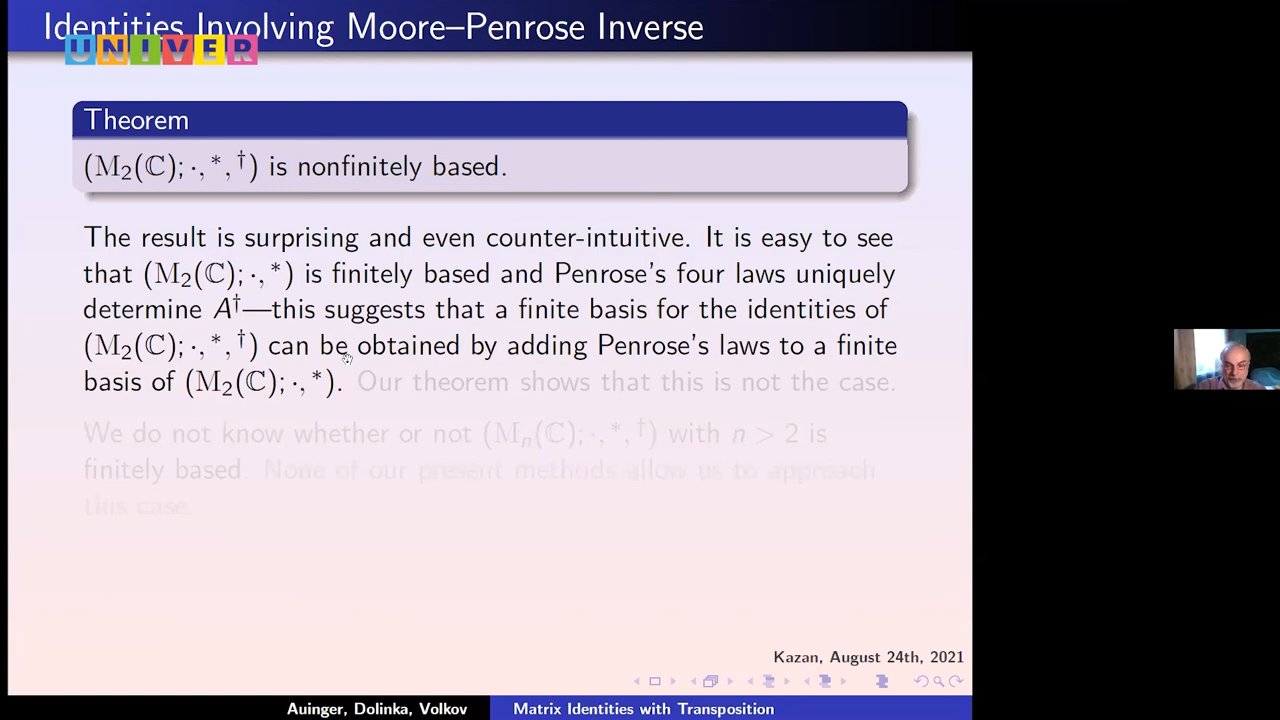 Identities Involving Moore–Penrose Inverse
UNIVER
Theorem
(M₂(ℂ); ·, *, †) is nonfinitely based.
The result is surprising and even counter-intuitive. It is easy to see
that (M₂(ℂ); ·, *) is finitely based and Penrose's four laws uniquely
determine A†—this suggests that a finite basis for the identities of
(M₂(ℂ); ·, *, †) can be obtained by adding Penrose's laws to a finite
basis of (M₂(ℂ); ·, *). Our theorem shows that this is not the case.
We do not know whether or not (Mₙ(ℂ); ·, *, †) with n > 2 is
finitely based. None of our present methods allow us to approach
this case.
Kazan, August 24th, 2021
Auinger, Dolinka, Volkov
Matrix Identities with Transposition